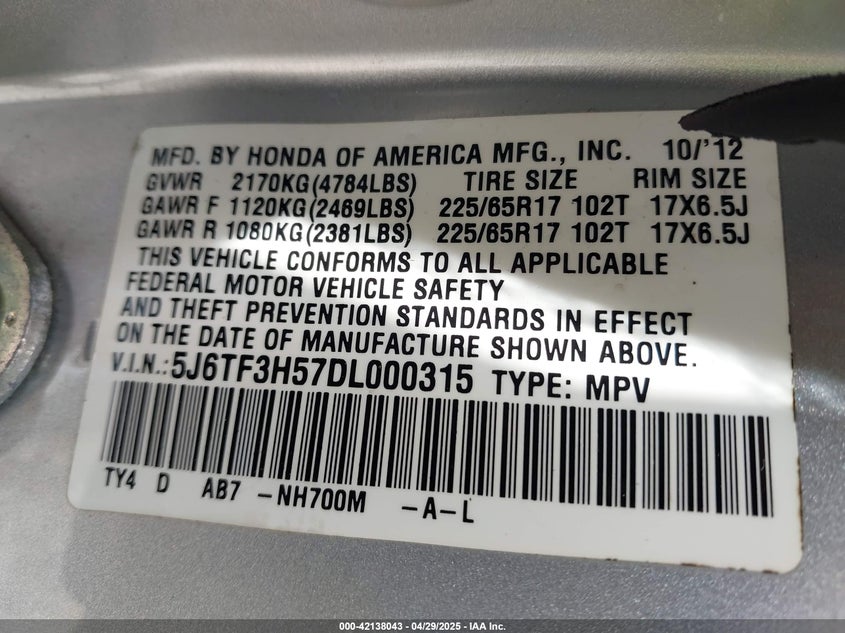 MFD. BY HONDA OF AMERICA MFG., INC. 10/'12
GVWR 2170KG(4784LBS) TIRE SIZE RIM SIZE
GAWR F 1120KG(2469LBS) 225/65R17 102T 17X6.5J
GAWR R 1080KG(2381LBS) 225/65R17 102T 17X6.5J
THIS VEHICLE CONFORMS TO ALL APPLICABLE
FEDERAL MOTOR VEHICLE SAFETY
AND THEFT PREVENTION STANDARDS IN EFFECT
ON THE DATE OF MANUFACTURE SHOWN ABOVE.
V.I.N.:5J6TF3H57DL000315 TYPE: MPV
TY4 D AB7 -NH700M -A-L
000-42138043 - 04/29/2025 - IAA Inc.